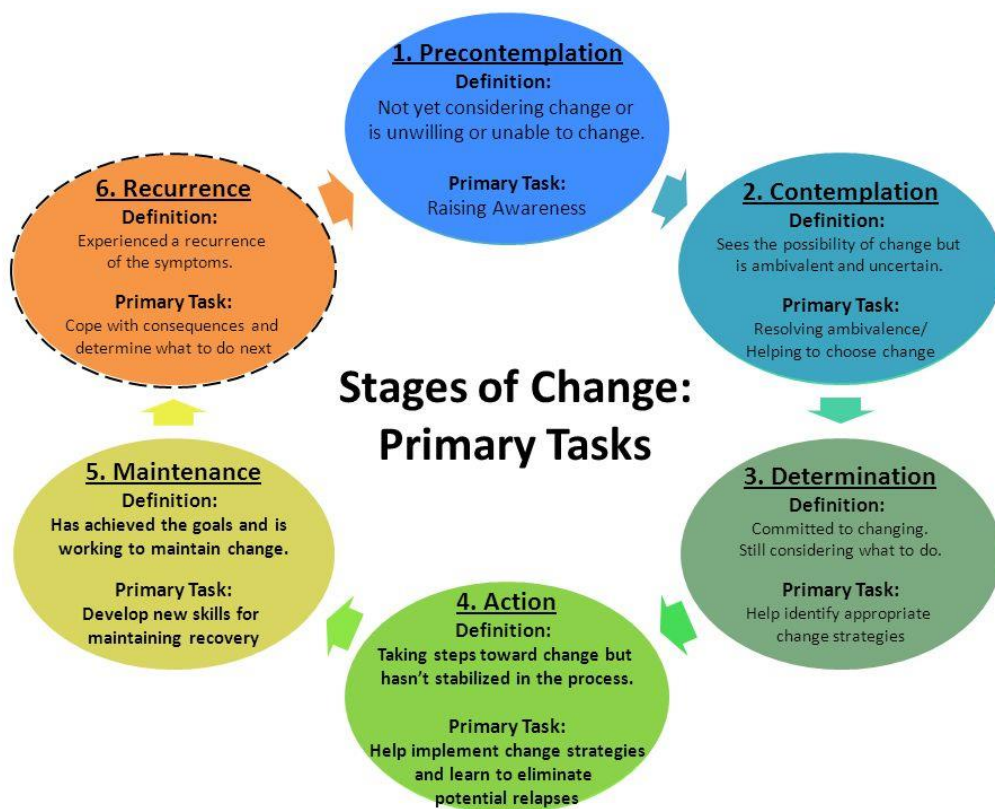 1. Precontemplation
Definition:
Not yet considering change or
is unwilling or unable to change.
Primary Task:
Raising Awareness
2. Contemplation
Definition:
Sees the possibility of change but
is ambivalent and uncertain.
Primary Task:
Resolving ambivalence/
Helping to choose change
3. Determination
Definition:
Committed to changing.
Still considering what to do.
Primary Task:
Help identify appropriate
change strategies
4. Action
Definition:
Taking steps toward change but
hasn't stabilized in the process.
Primary Task:
Help implement change strategies
and learn to eliminate
potential relapses
5. Maintenance
Definition:
Has achieved the goals and is
working to maintain change.
Primary Task:
Develop new skills for
maintaining recovery
6. Recurrence
Definition:
Experienced a recurrence
of the symptoms.
Primary Task:
Cope with consequences and
determine what to do next
Stages of Change:
Primary Tasks